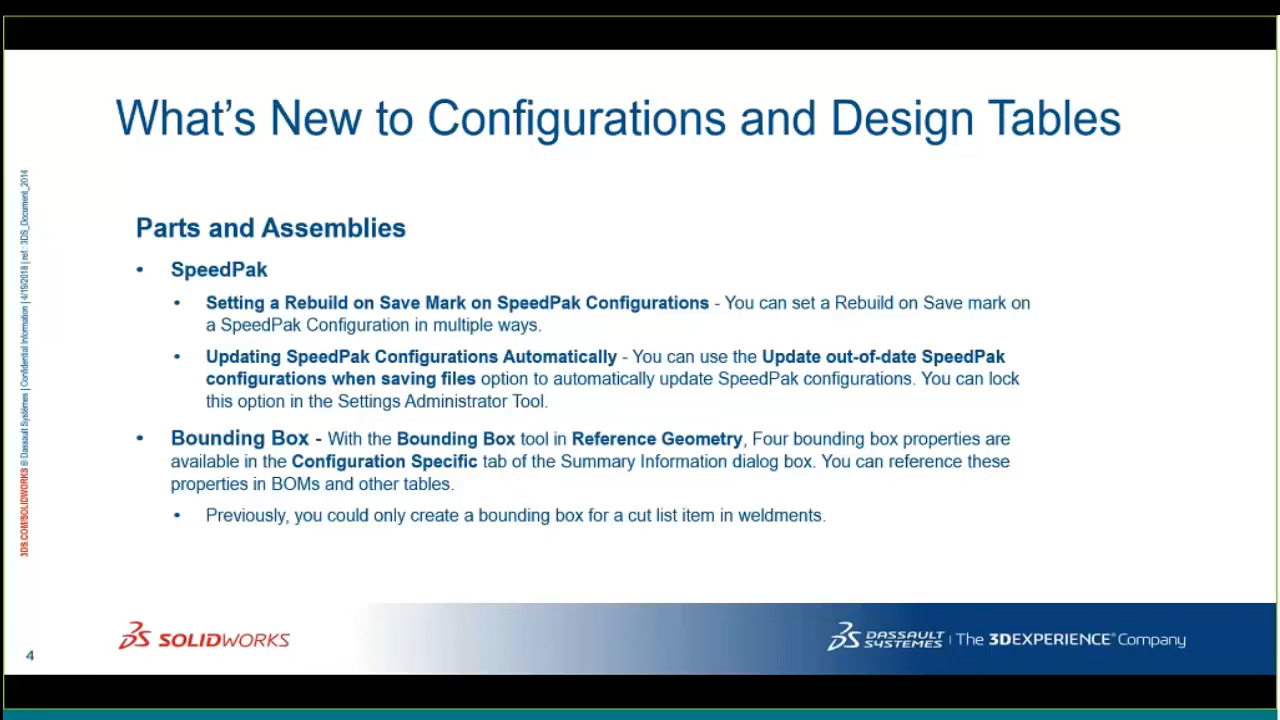 What's New to Configurations and Design Tables
3DS.COM/SOLIDWORKS © Dassault Systèmes | Confidential Information | 4/19/2018 | ref.: 3DS_Document_2014
Parts and Assemblies
• SpeedPak
• Setting a Rebuild on Save Mark on SpeedPak Configurations - You can set a Rebuild on Save mark on
a SpeedPak Configuration in multiple ways.
• Updating SpeedPak Configurations Automatically - You can use the Update out-of-date SpeedPak
configurations when saving files option to automatically update SpeedPak configurations. You can lock
this option in the Settings Administrator Tool.
• Bounding Box - With the Bounding Box tool in Reference Geometry, Four bounding box properties are
available in the Configuration Specific tab of the Summary Information dialog box. You can reference these
properties in BOMs and other tables.
• Previously, you could only create a bounding box for a cut list item in weldments.
SOLIDWORKS
DASSAULT SYSTEMES | The 3DEXPERIENCE® Company
4